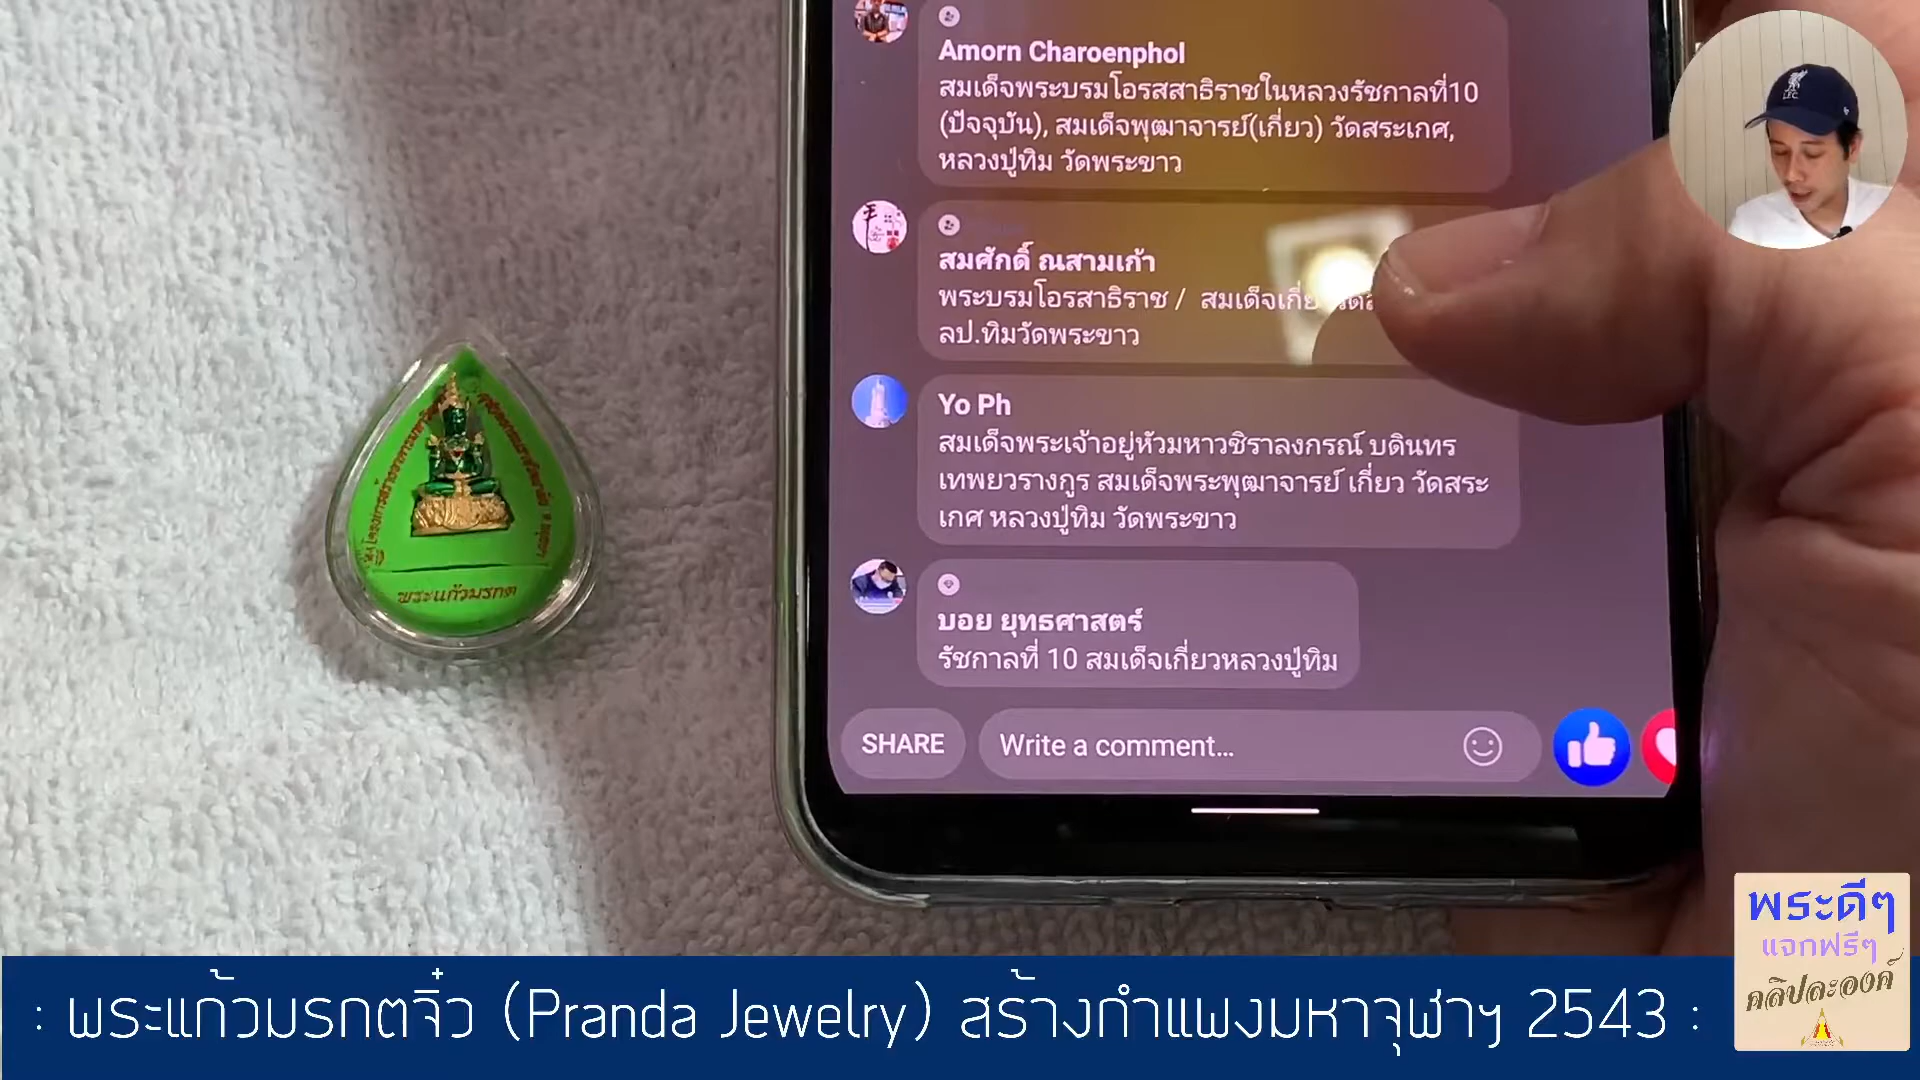 Amorn Charoenphol
สมเด็จพระบรมโอรสสาธิราชในหลวงรัชกาลที่10
(ปัจจุบัน), สมเด็จพุฒาจารย์(เกี่ยว) วัดสระเกศ,
หลวงปู่ทิม วัดพระขาว
สมศักดิ์ ณสามเก้า
พระบรมโอรสาธิราช / สมเด็จเกี่ยว
ลป.ทิมวัดพระขาว
Yo Ph
สมเด็จพระเจ้าอยู่หัวมหาวชิราลงกรณ์ บดินทร
เทพยวรางกูร สมเด็จพระพุฒาจารย์ เกี่ยว วัดสระ
เกศ หลวงปู่ทิม วัดพระขาว
บอย ยุทธศาสตร์
รัชกาลที่ 10 สมเด็จเกี่ยวหลวงปู่ทิม
SHARE
Write a comment...
พระแก้วมรกต
พระดีๆ
แจกฟรีๆ
คลิปละองค์
: พระแก้วมรกตจิ๋ว (Pranda Jewelry) สร้างกำแพงมหาจุฬาฯ 2543 :